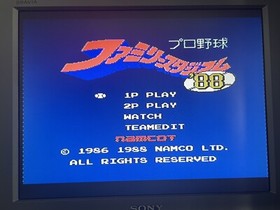 プロ野球
ファミリースタジアム
'88
1P PLAY
2P PLAY
WATCH
TEAMEDIT
NAMCOT
© 1986 1988 NAMCO LTD.
ALL RIGHTS RESERVED
SONY